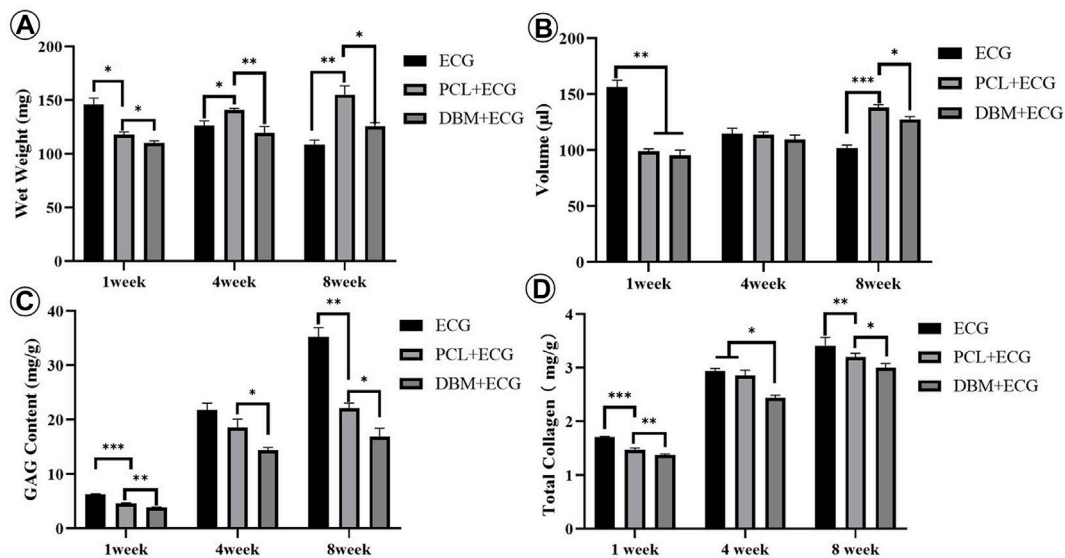 A
Wet Weight (mg)
200
150
100
50
0
* * * ** ** *
1week 4week 8week
ECG
PCL+ECG
DBM+ECG
B
Volume (µl)
200
150
100
50
0
** *** *
1week 4week 8week
ECG
PCL+ECG
DBM+ECG
C
GAG Content (mg/g)
40
30
20
10
0
*** ** * ** *
1week 4week 8week
ECG
PCL+ECG
DBM+ECG
D
Total Collagen ( mg/g)
4
3
2
1
0
*** ** * ** *
1 week 4 week 8 week
ECG
PCL+ECG
DBM+ECG